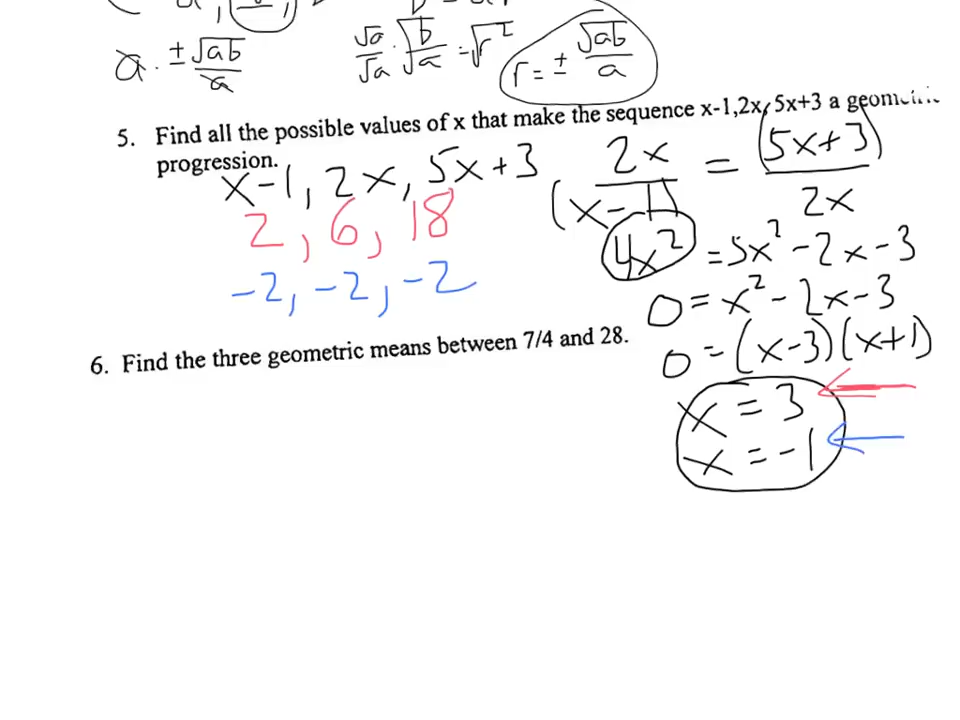 a · ± √ab / a
√a / √a · √b / √a = √r²
r = ± √ab / a
5. Find all the possible values of x that make the sequence x-1,2x, 5x+3 a geometric
progression.
x-1, 2x, 5x+3
2x / (x-1) = (5x+3) / 2x
2, 6, 18
4x² = 5x² - 2x - 3
-2, -2, -2
0 = x² - 2x - 3
6. Find the three geometric means between 7/4 and 28.
0 = (x-3)(x+1)
x = 3
x = -1